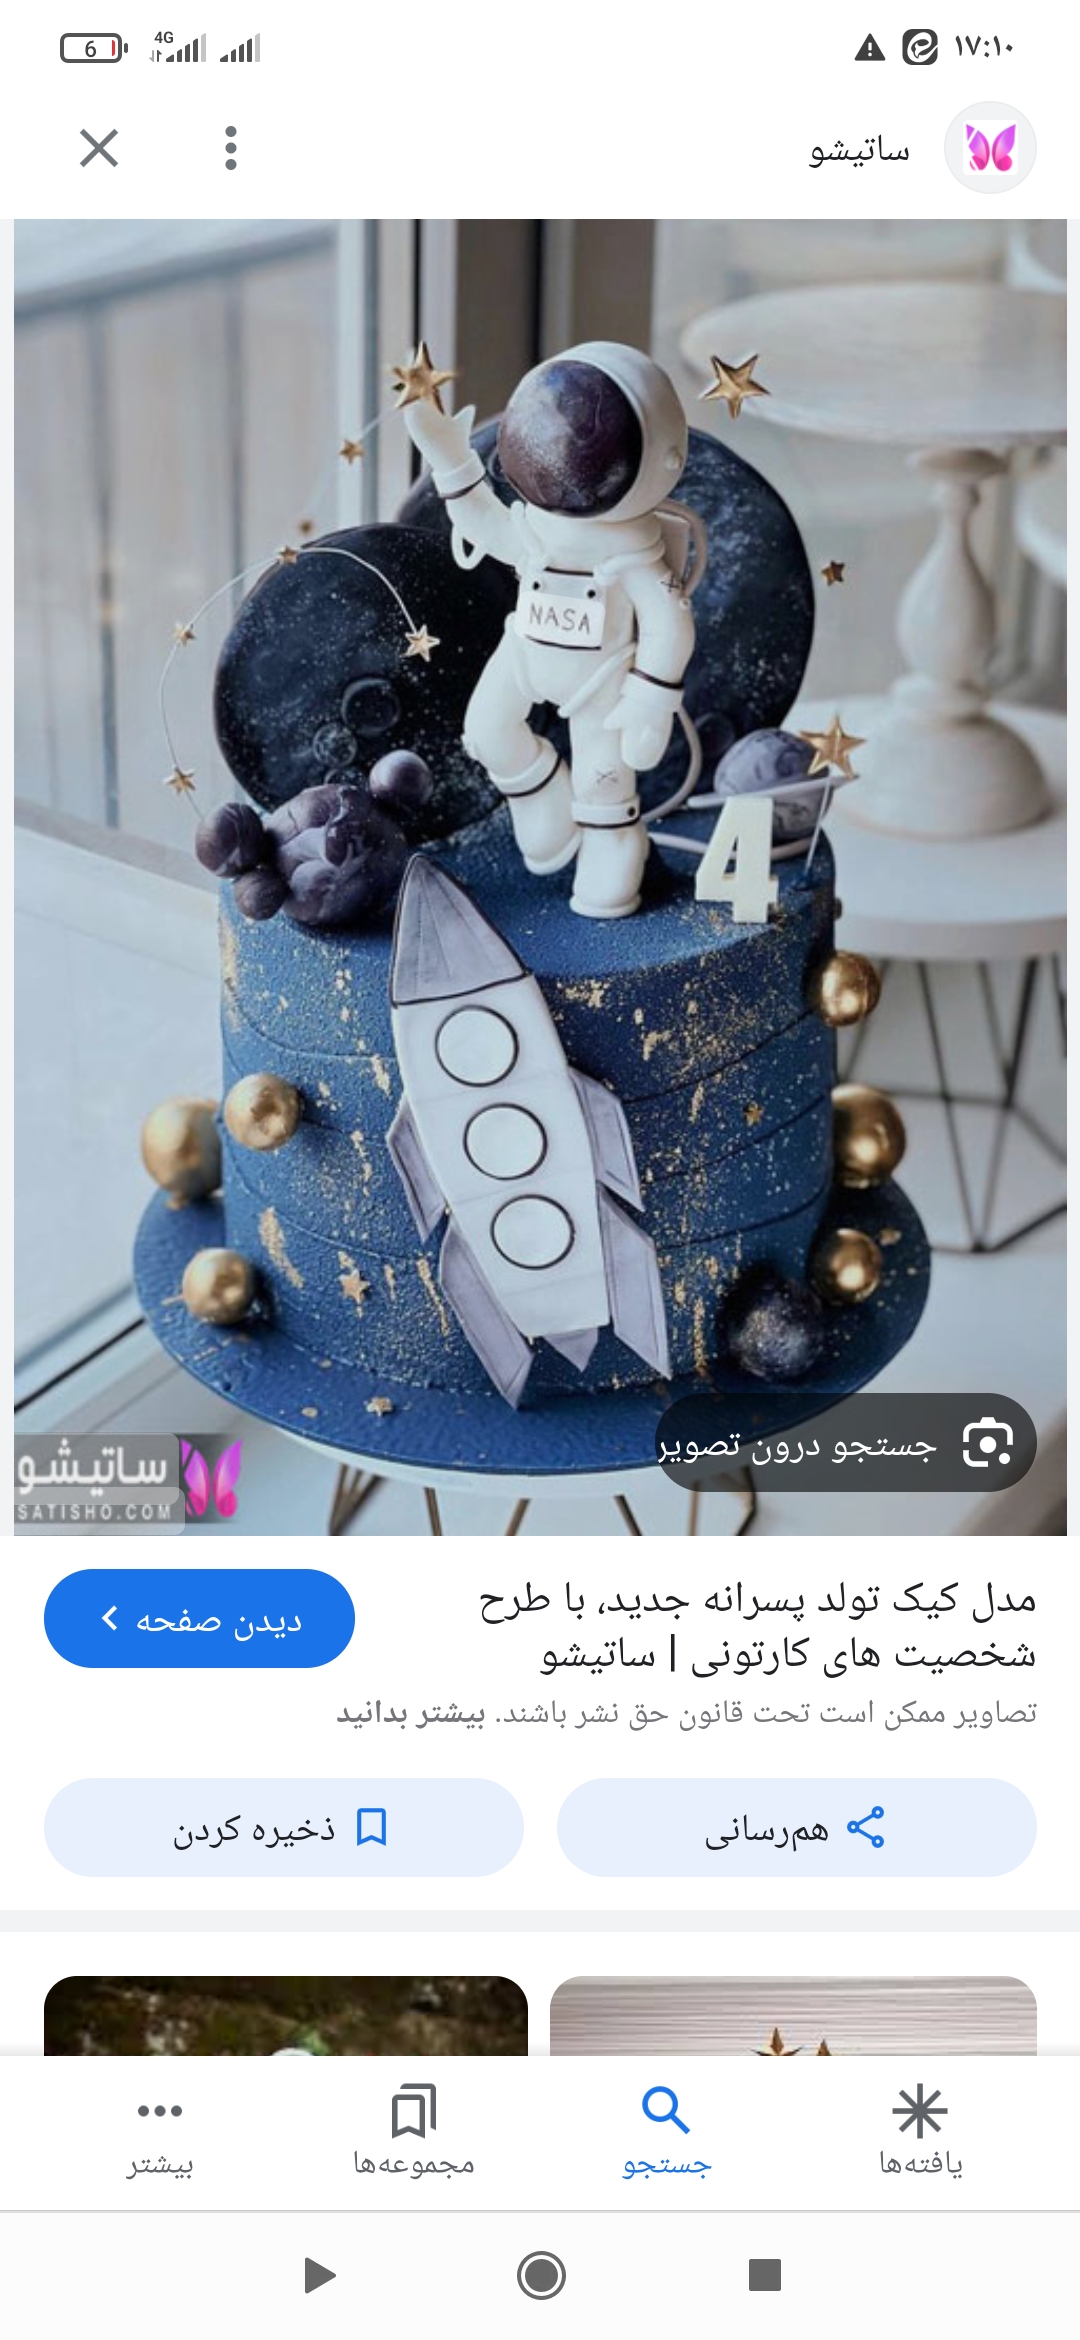 6 4G ۱۷:۱۰
ساتیشو
NASA
4
جستجو درون تصویر
ساتیشو
SATISHO.COM
مدل کیک تولد پسرانه جدید، با طرح
شخصیت های کارتونی | ساتیشو
دیدن صفحه
تصاویر ممکن است تحت قانون حق نشر باشند. بیشتر بدانید
هم‌رسانی
ذخیره کردن
یافته‌ها
جستجو
مجموعه‌ها
بیشتر